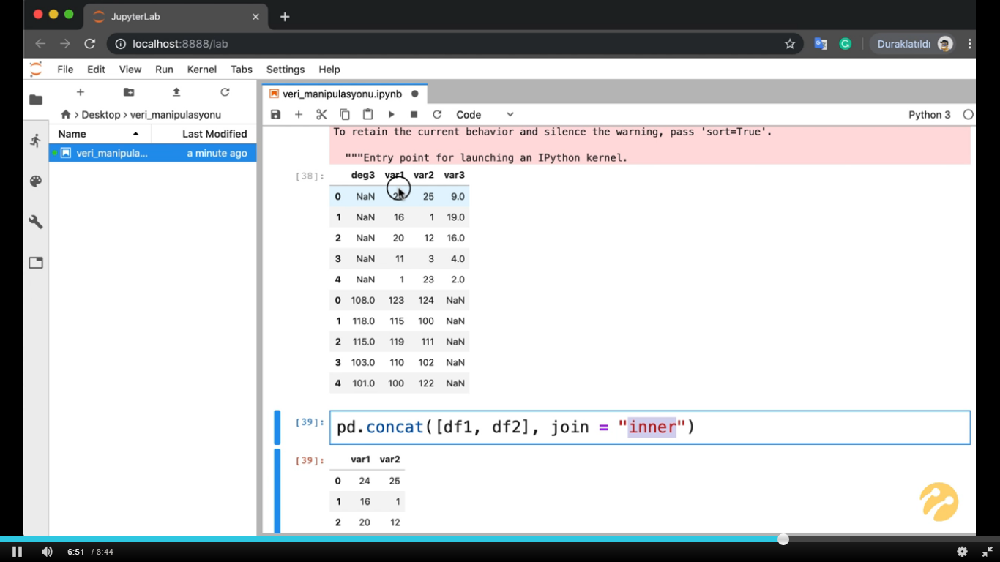 JupyterLab
localhost:8888/lab
Duraklatıldı
File Edit View Run Kernel Tabs Settings Help
veri_manipulasyonu.ipynb
> Desktop > veri_manipulasyonu
Code
Python 3
Name Last Modified
veri_manipula... a minute ago
To retain the current behavior and silence the warning, pass 'sort=True'.
"""Entry point for launching an IPython kernel.
[38]:
deg3 var1 var2 var3
0 NaN 25 9.0
1 NaN 16 1 19.0
2 NaN 20 12 16.0
3 NaN 11 3 4.0
4 NaN 1 23 2.0
0 108.0 123 124 NaN
1 118.0 115 100 NaN
2 115.0 119 111 NaN
3 103.0 110 102 NaN
4 101.0 100 122 NaN
[39]: pd.concat([df1, df2], join = "inner")
[39]:
var1 var2
0 24 25
1 16 1
2 20 12
6:51 / 8:44